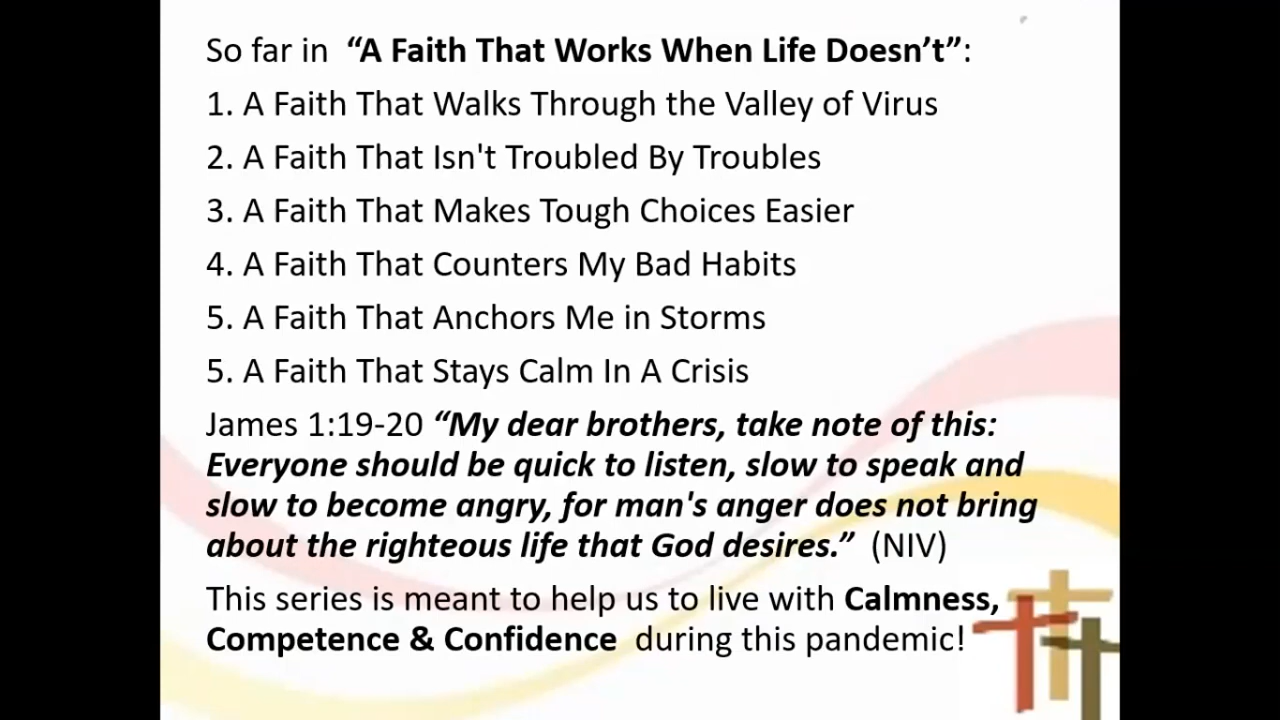 So far in “A Faith That Works When Life Doesn’t”:
1. A Faith That Walks Through the Valley of Virus
2. A Faith That Isn't Troubled By Troubles
3. A Faith That Makes Tough Choices Easier
4. A Faith That Counters My Bad Habits
5. A Faith That Anchors Me in Storms
5. A Faith That Stays Calm In A Crisis
James 1:19-20 “My dear brothers, take note of this:
Everyone should be quick to listen, slow to speak and
slow to become angry, for man's anger does not bring
about the righteous life that God desires.” (NIV)
This series is meant to help us to live with Calmness,
Competence & Confidence during this pandemic!